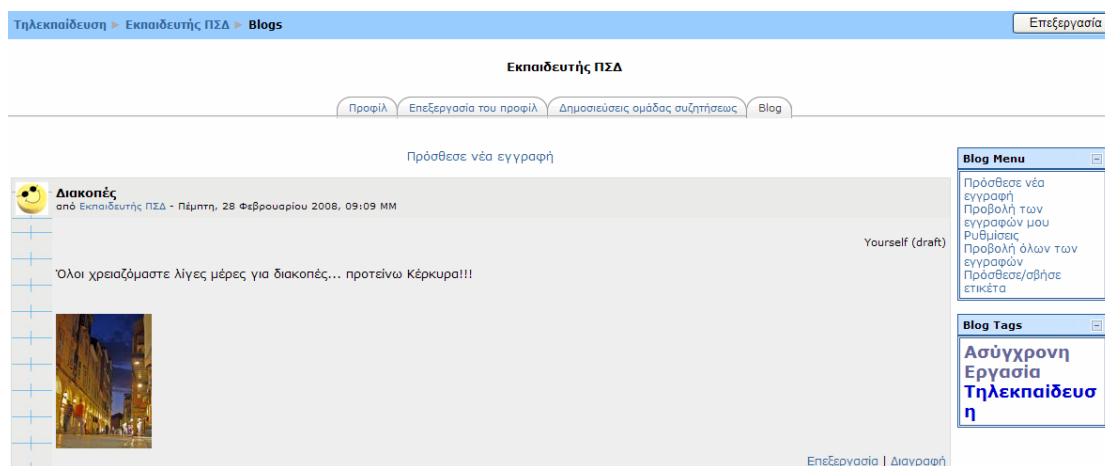 Τηλεκπαίδευση ► Εκπαιδευτής ΠΣΔ ► Blogs
Επεξεργασία
Εκπαιδευτής ΠΣΔ
Προφίλ Επεξεργασία του προφίλ Δημοσιεύσεις ομάδας συζητήσεως Blog
Πρόσθεσε νέα εγγραφή
Διακοπές
από Εκπαιδευτής ΠΣΔ - Πέμπτη, 28 Φεβρουαρίου 2008, 09:09 ΜΜ
Yourself (draft)
Όλοι χρειαζόμαστε λίγες μέρες για διακοπές... προτείνω Κέρκυρα!!!
Επεξεργασία | Διαγραφή
Blog Menu
Πρόσθεσε νέα
εγγραφή
Προβολή των
εγγραφών μου
Ρυθμίσεις
Προβολή όλων των
εγγραφών
Πρόσθεσε/σβήσε
ετικέτα
Blog Tags
Ασύγχρονη
Εργασία
Τηλεκπαίδευσ
η